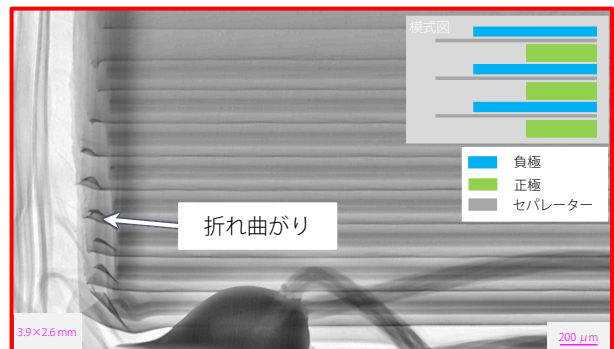 模式図
負極
正極
セパレーター
折れ曲がり
3.9×2.6 mm
200 μm